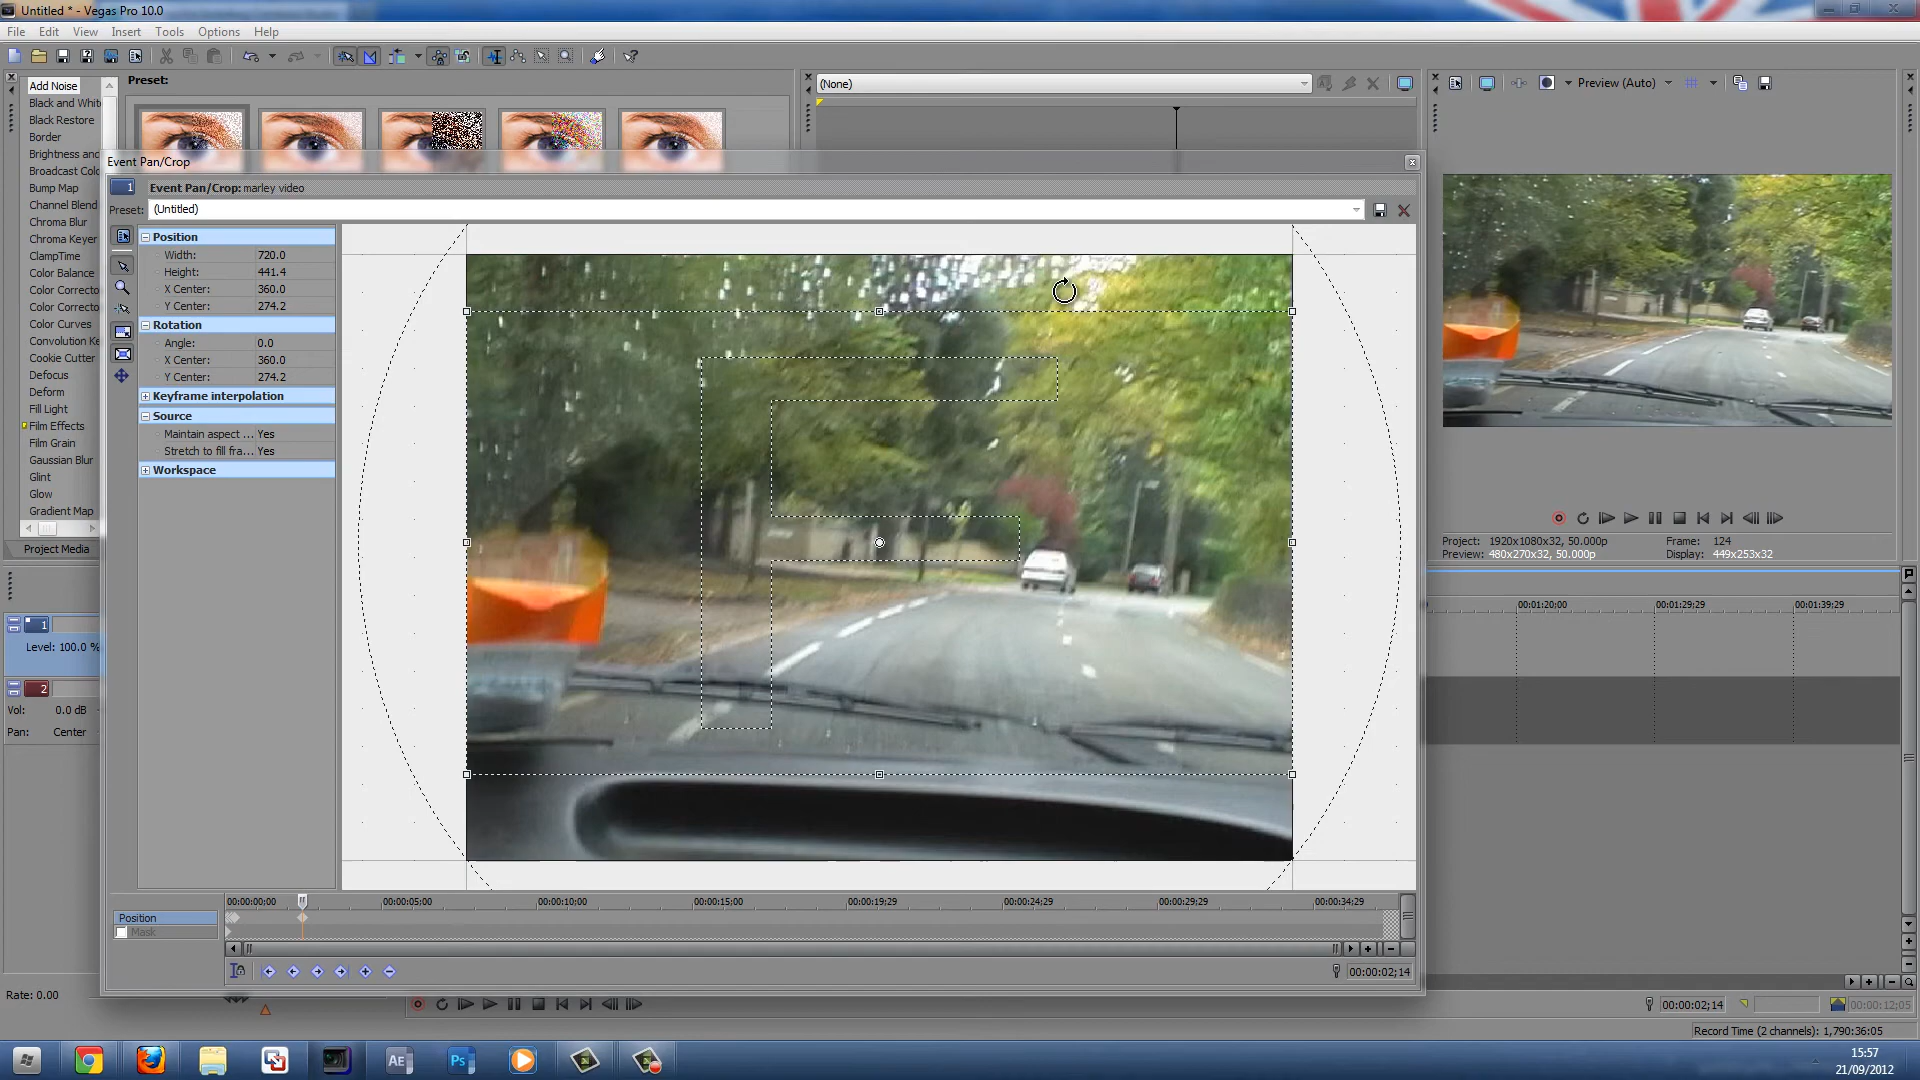 Untitled * - Vegas Pro 10.0
File Edit View Insert Tools Options Help
Add Noise
Black and White
Black Restore
Border
Brightness and
Broadcast Colo
Bump Map
Channel Blend
Chroma Blur
Chroma Keyer
ClampTime
Color Balance
Color Correcto
Color Correcto
Color Curves
Convolution Ke
Cookie Cutter
Defocus
Deform
Fill Light
Film Effects
Film Grain
Gaussian Blur
Glint
Glow
Gradient Map
Project Media
Preset:
(None)
Preview (Auto)
Event Pan/Crop
1 Event Pan/Crop: marley video
Preset: (Untitled)
Position
Width: 720.0
Height: 441.4
X Center: 360.0
Y Center: 274.2
Rotation
Angle: 0.0
X Center: 360.0
Y Center: 274.2
Keyframe interpolation
Source
Maintain aspect ... Yes
Stretch to fill fra... Yes
Workspace
00:00:00;00 00:00:05;00 00:00:10;00 00:00:15;00 00:00:19;29 00:00:24;29 00:00:29;29 00:00:34;29
Position
Mask
00:00:02;14
Project: 1920x1080x32, 50.000p Frame: 124
Preview: 480x270x32, 50.000p Display: 449x253x32
00:01:20;00 00:01:29;29 00:01:39;29
1
Level: 100.0 %
2
Vol: 0.0 dB
Pan: Center
Rate: 0.00
00:00:02;14 00:00:12;05
Record Time (2 channels): 1,790:36:05
AE Ps
15:57
21/09/2012